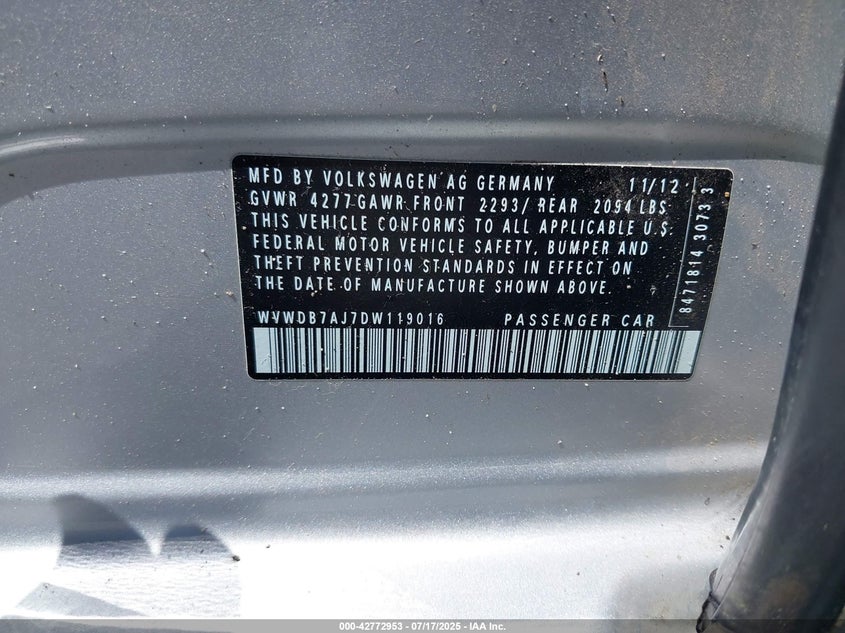 MFD BY VOLKSWAGEN AG GERMANY 11/12
GVWR 4277 GAWR FRONT 2293/ REAR 2094 LBS
THIS VEHICLE CONFORMS TO ALL APPLICABLE U.S.
FEDERAL MOTOR VEHICLE SAFETY, BUMPER AND
THEFT PREVENTION STANDARDS IN EFFECT ON
THE DATE OF MANUFACTURE SHOWN ABOVE.
WVWDB7AJ7DW119016 PASSENGER CAR
8471814 3073 3
000-42772953 - 07/17/2025 - IAA Inc.